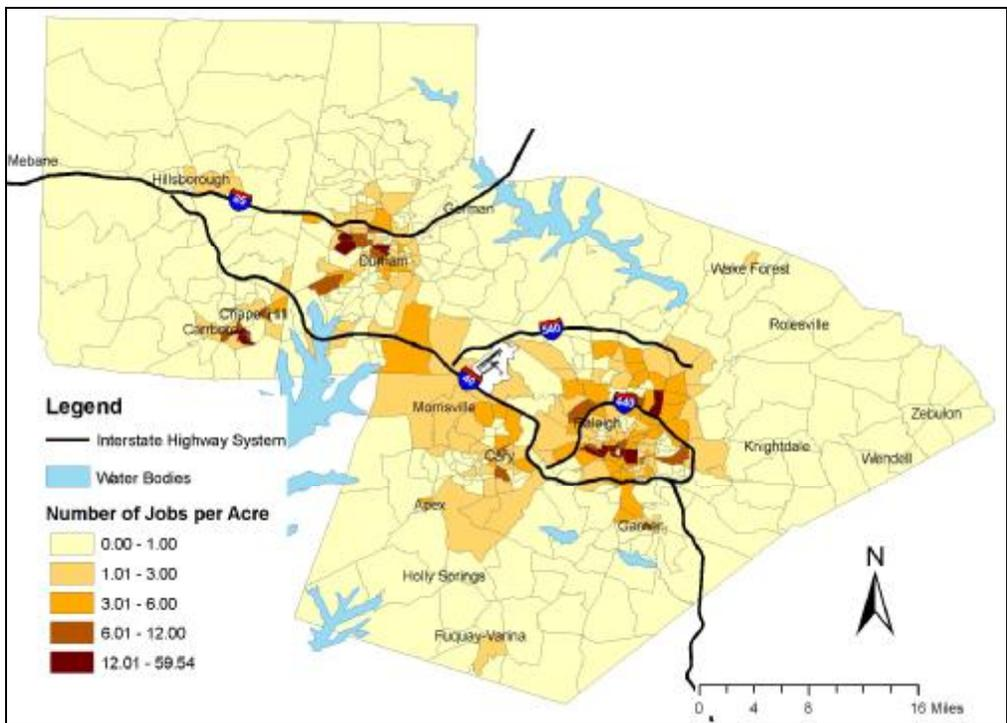 Mebane
Hillsborough
85
Gorman
Durham
Wake Forest
Chapel Hill
Carrboro
Rolesville
540
40
Legend
Morrisville
440
Raleigh
Zebulon
Interstate Highway System
Knightdale
Wendell
Cary
Water Bodies
Apex
Number of Jobs per Acre
Garner
0.00 - 1.00
1.01 - 3.00
Holly Springs
N
3.01 - 6.00
6.01 - 12.00
Fuquay-Varina
12.01 - 59.54
0 4 8 16 Miles